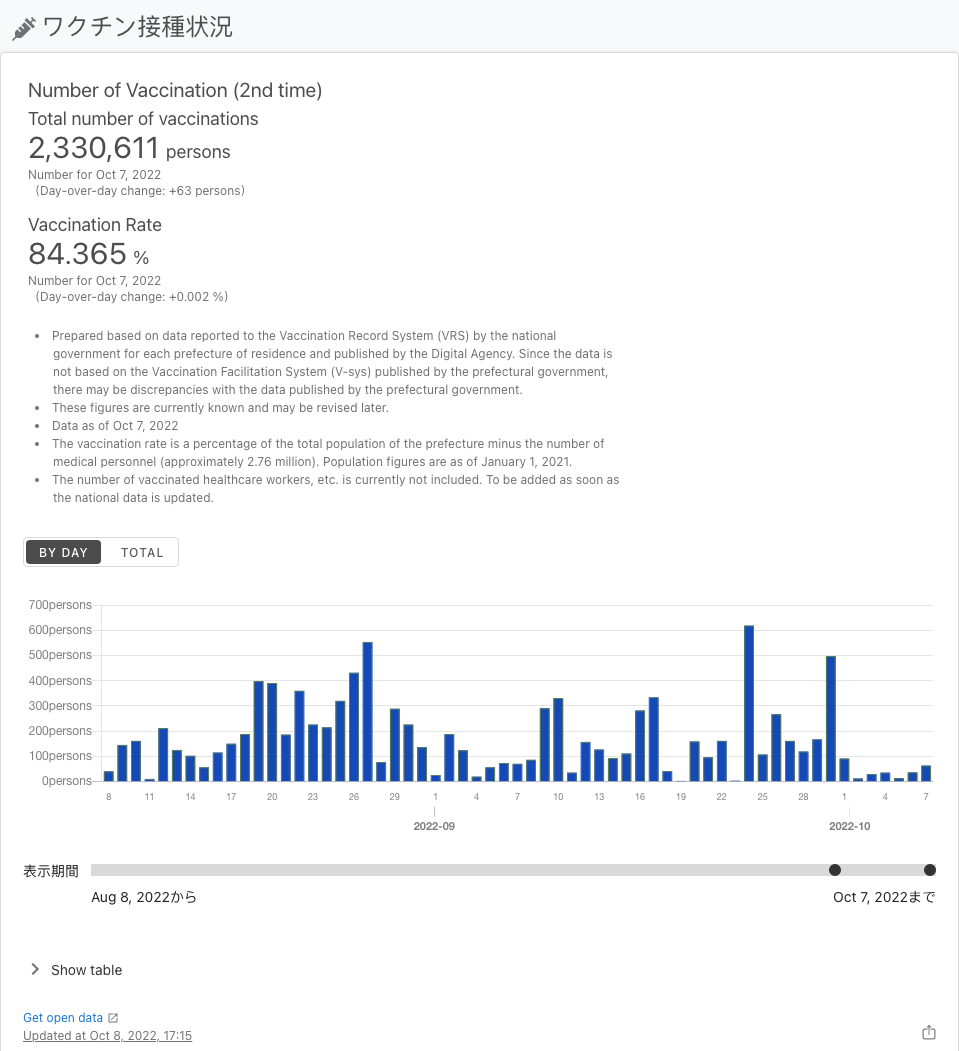 ワクチン接種状況
Number of Vaccination (2nd time)
Total number of vaccinations
2,330,611 persons
Number for Oct 7, 2022
(Day-over-day change: +63 persons)
Vaccination Rate
84.365 %
Number for Oct 7, 2022
(Day-over-day change: +0.002 %)
• Prepared based on data reported to the Vaccination Record System (VRS) by the national
government for each prefecture of residence and published by the Digital Agency. Since the data is
not based on the Vaccination Facilitation System (V-sys) published by the prefectural government,
there may be discrepancies with the data published by the prefectural government.
• These figures are currently known and may be revised later.
• Data as of Oct 7, 2022
• The vaccination rate is a percentage of the total population of the prefecture minus the number of
medical personnel (approximately 2.76 million). Population figures are as of January 1, 2021.
• The number of vaccinated healthcare workers, etc. is currently not included. To be added as soon as
the national data is updated.
BY DAY TOTAL
700persons
600persons
500persons
400persons
300persons
200persons
100persons
0persons
8 11 14 17 20 23 26 29 1 4 7 10 13 16 19 22 25 28 1 4 7
2022-09 2022-10
表示期間
Aug 8, 2022から Oct 7, 2022まで
Show table
Get open data
Updated at Oct 8, 2022, 17:15